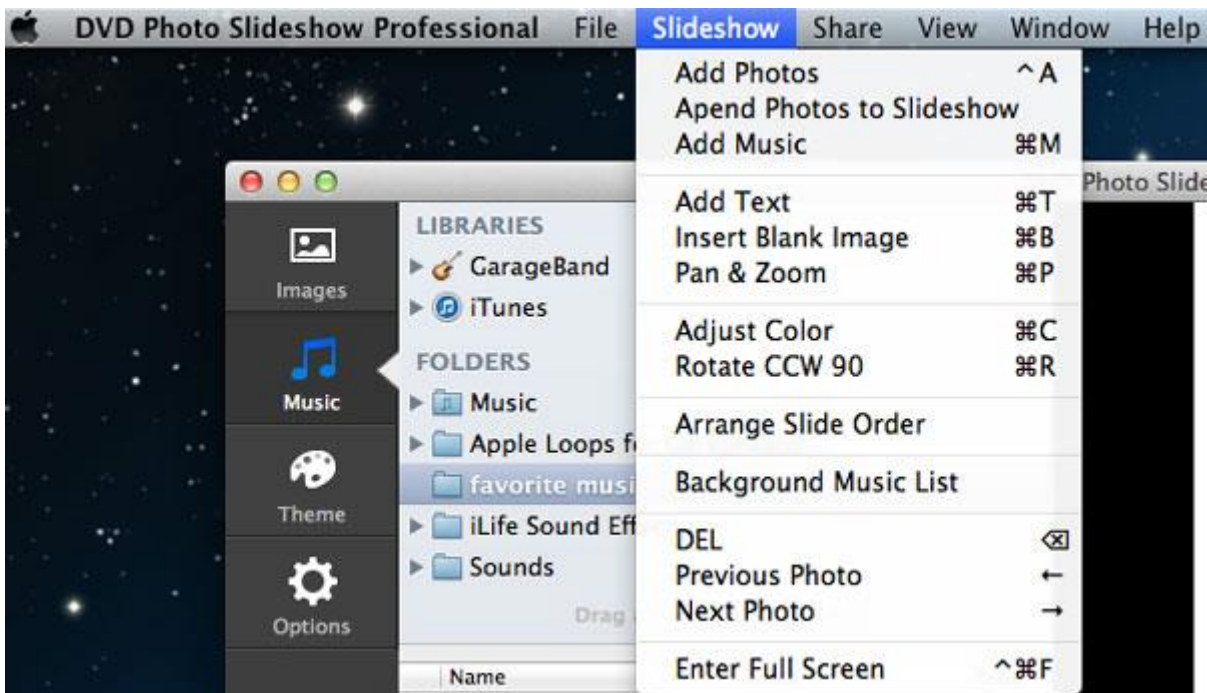 DVD Photo Slideshow Professional File Slideshow Share View Window Help
Add Photos ^A
Apend Photos to Slideshow
Add Music ⌘M
Add Text ⌘T
Insert Blank Image ⌘B
Pan & Zoom ⌘P
Adjust Color ⌘C
Rotate CCW 90 ⌘R
Arrange Slide Order
Background Music List
DEL ⌫
Previous Photo ←
Next Photo →
Enter Full Screen ^⌘F
Photo Slide
Images
Music
Theme
Options
LIBRARIES
GarageBand
iTunes
FOLDERS
Music
Apple Loops
favorite musi
iLife Sound Eff
Sounds
Drag
Name